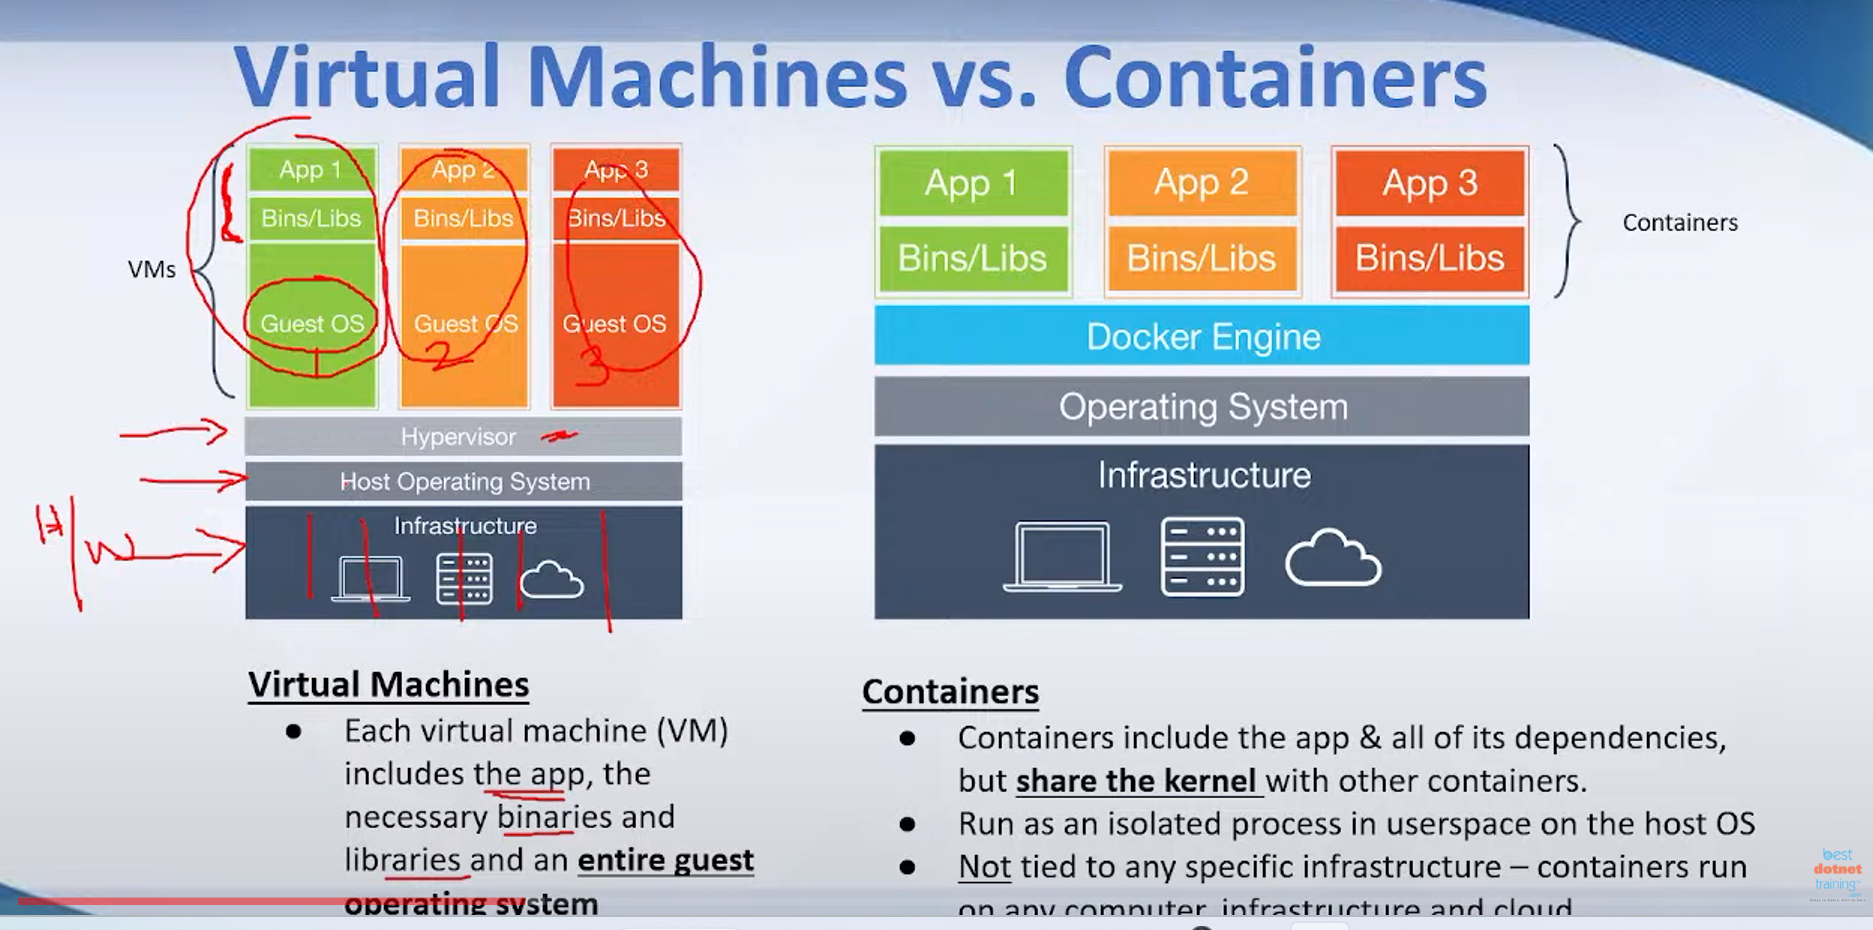 Virtual Machines vs. Containers
VMs
App 1
Bins/Libs
Guest OS
1
App 2
Bins/Libs
Guest OS
2
App 3
Bins/Libs
Guest OS
3
Hypervisor
Host Operating System
H/W
Infrastructure
App 1
Bins/Libs
App 2
Bins/Libs
App 3
Bins/Libs
Containers
Docker Engine
Operating System
Infrastructure
Virtual Machines
● Each virtual machine (VM)
includes the app, the
necessary binaries and
libraries and an entire guest
operating system
Containers
● Containers include the app & all of its dependencies,
but share the kernel with other containers.
● Run as an isolated process in userspace on the host OS
● Not tied to any specific infrastructure – containers run
on any computer, infrastructure and cloud
best
dotnet
training